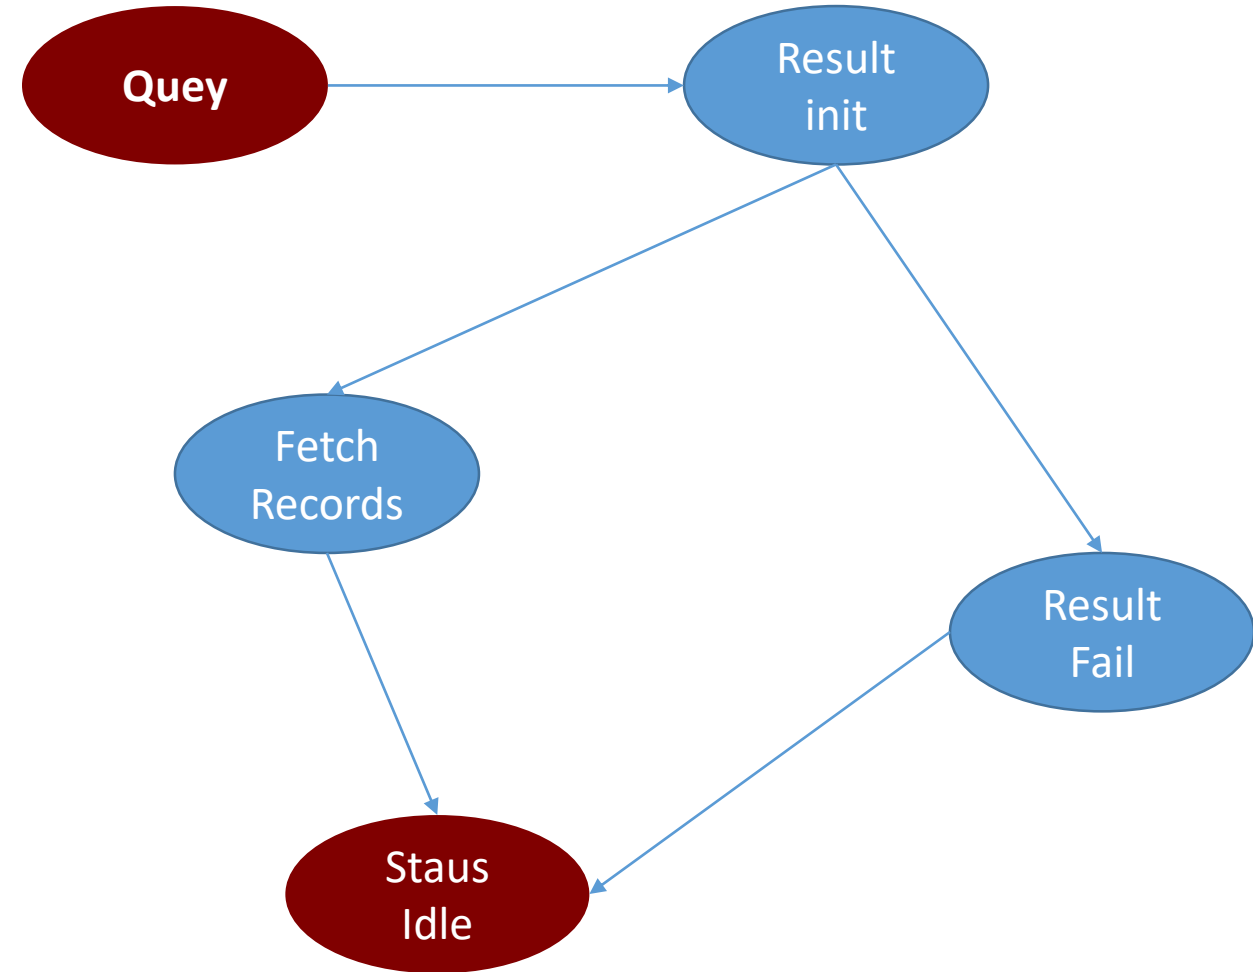 Quey
Result
init
Fetch
Records
Result
Fail
Staus
Idle